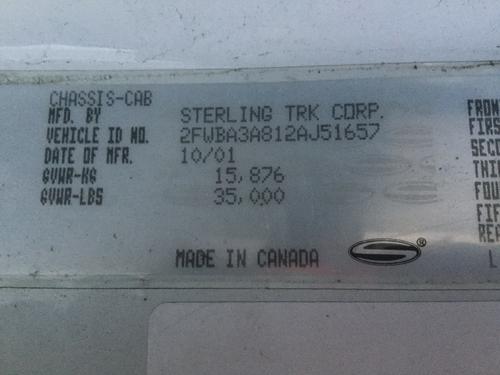 CHASSIS-CAB
MFD. BY STERLING TRK CORP.
VEHICLE ID NO. 2FWBA3A812AJ51657
DATE OF MFR. 10/01
GVWR-KG 15,876
GVWR-LBS 35,000
MADE IN CANADA S®
FRON
FIRS
SECO
THI
FOU
FIF
REA
L